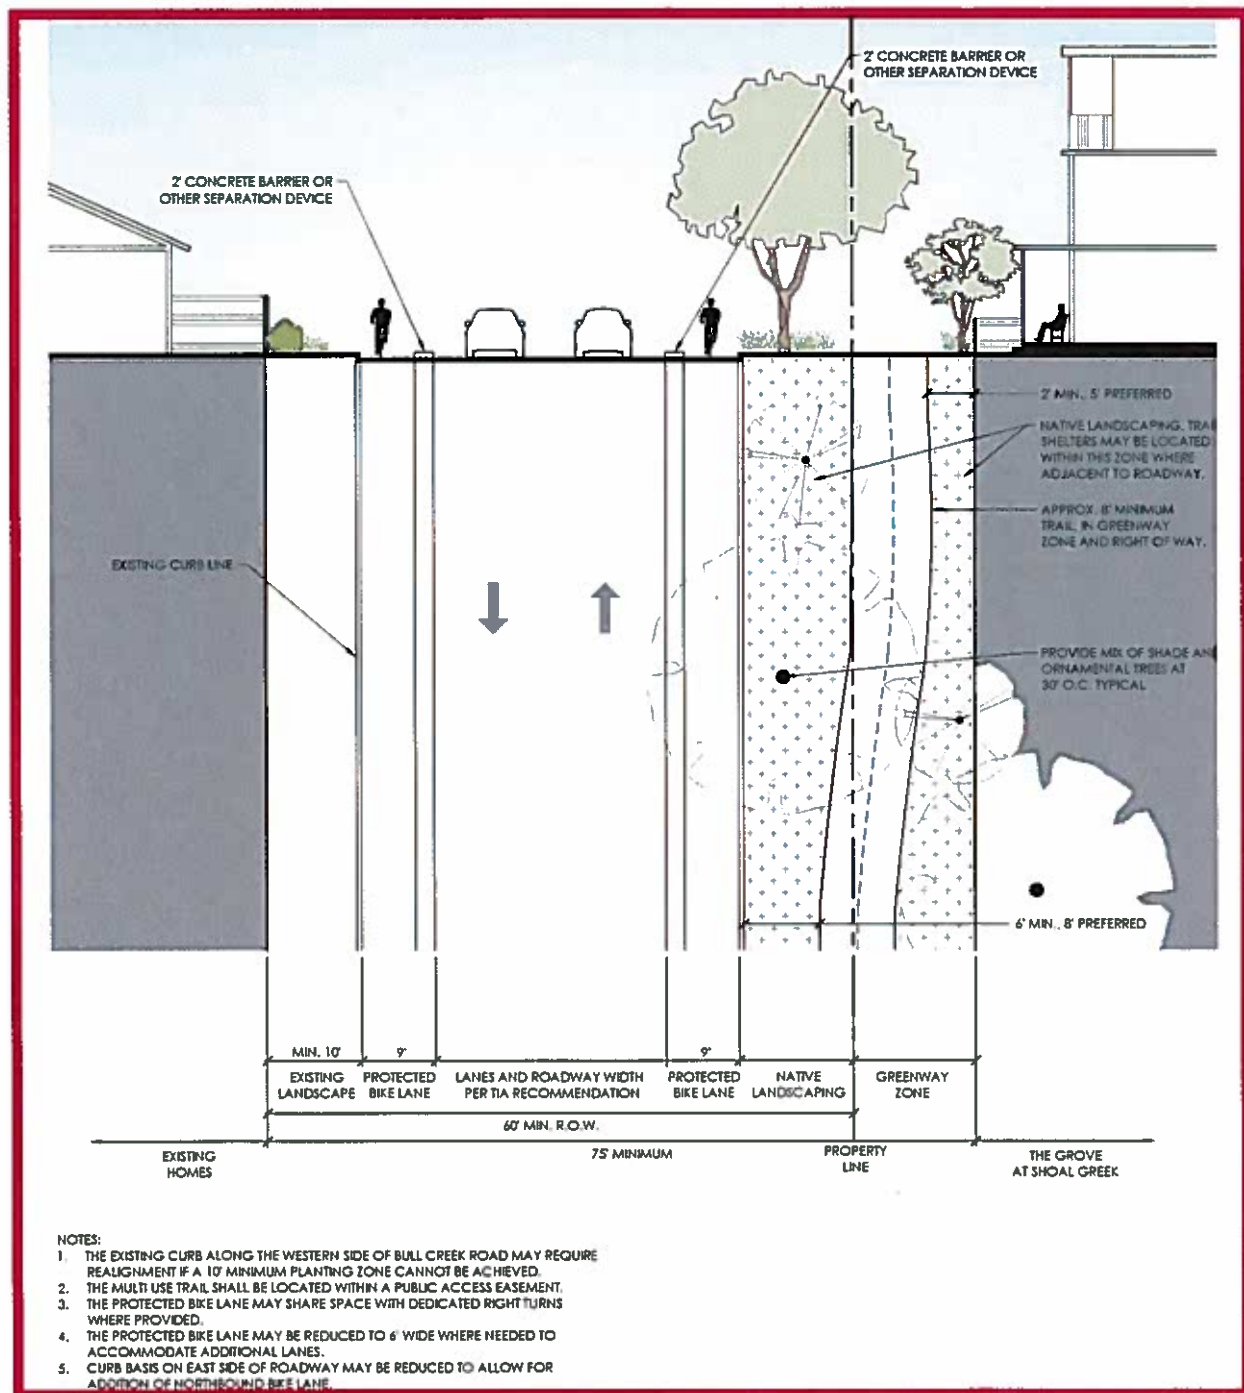 2' CONCRETE BARRIER OR
OTHER SEPARATION DEVICE
2' CONCRETE BARRIER OR
OTHER SEPARATION DEVICE
2' MIN., 5' PREFERRED
NATIVE LANDSCAPING. TRAI
SHELTERS MAY BE LOCATED
WITHIN THIS ZONE WHERE
ADJACENT TO ROADWAY.
APPROX. 8' MINIMUM
TRAIL, IN GREENWAY
ZONE AND RIGHT OF WAY.
EXISTING CURB LINE
PROVIDE MIX OF SHADE AN
ORNAMENTAL TREES AT
30' O.C. TYPICAL
6' MIN., 8' PREFERRED
MIN. 10' 9' 9'
EXISTING LANDSCAPE
PROTECTED BIKE LANE
LANES AND ROADWAY WIDTH
PER TIA RECOMMENDATION
PROTECTED BIKE LANE
NATIVE LANDSCAPING
GREENWAY ZONE
60' MIN. R.O.W.
75' MINIMUM
EXISTING HOMES
PROPERTY LINE
THE GROVE
AT SHOAL CREEK
NOTES:
1. THE EXISTING CURB ALONG THE WESTERN SIDE OF BULL CREEK ROAD MAY REQUIRE
REALIGNMENT IF A 10' MINIMUM PLANTING ZONE CANNOT BE ACHIEVED.
2. THE MULTI USE TRAIL SHALL BE LOCATED WITHIN A PUBLIC ACCESS EASEMENT.
3. THE PROTECTED BIKE LANE MAY SHARE SPACE WITH DEDICATED RIGHT TURNS
WHERE PROVIDED.
4. THE PROTECTED BIKE LANE MAY BE REDUCED TO 6' WIDE WHERE NEEDED TO
ACCOMMODATE ADDITIONAL LANES.
5. CURB BASIS ON EAST SIDE OF ROADWAY MAY BE REDUCED TO ALLOW FOR
ADDITION OF NORTHBOUND BIKE LANE.